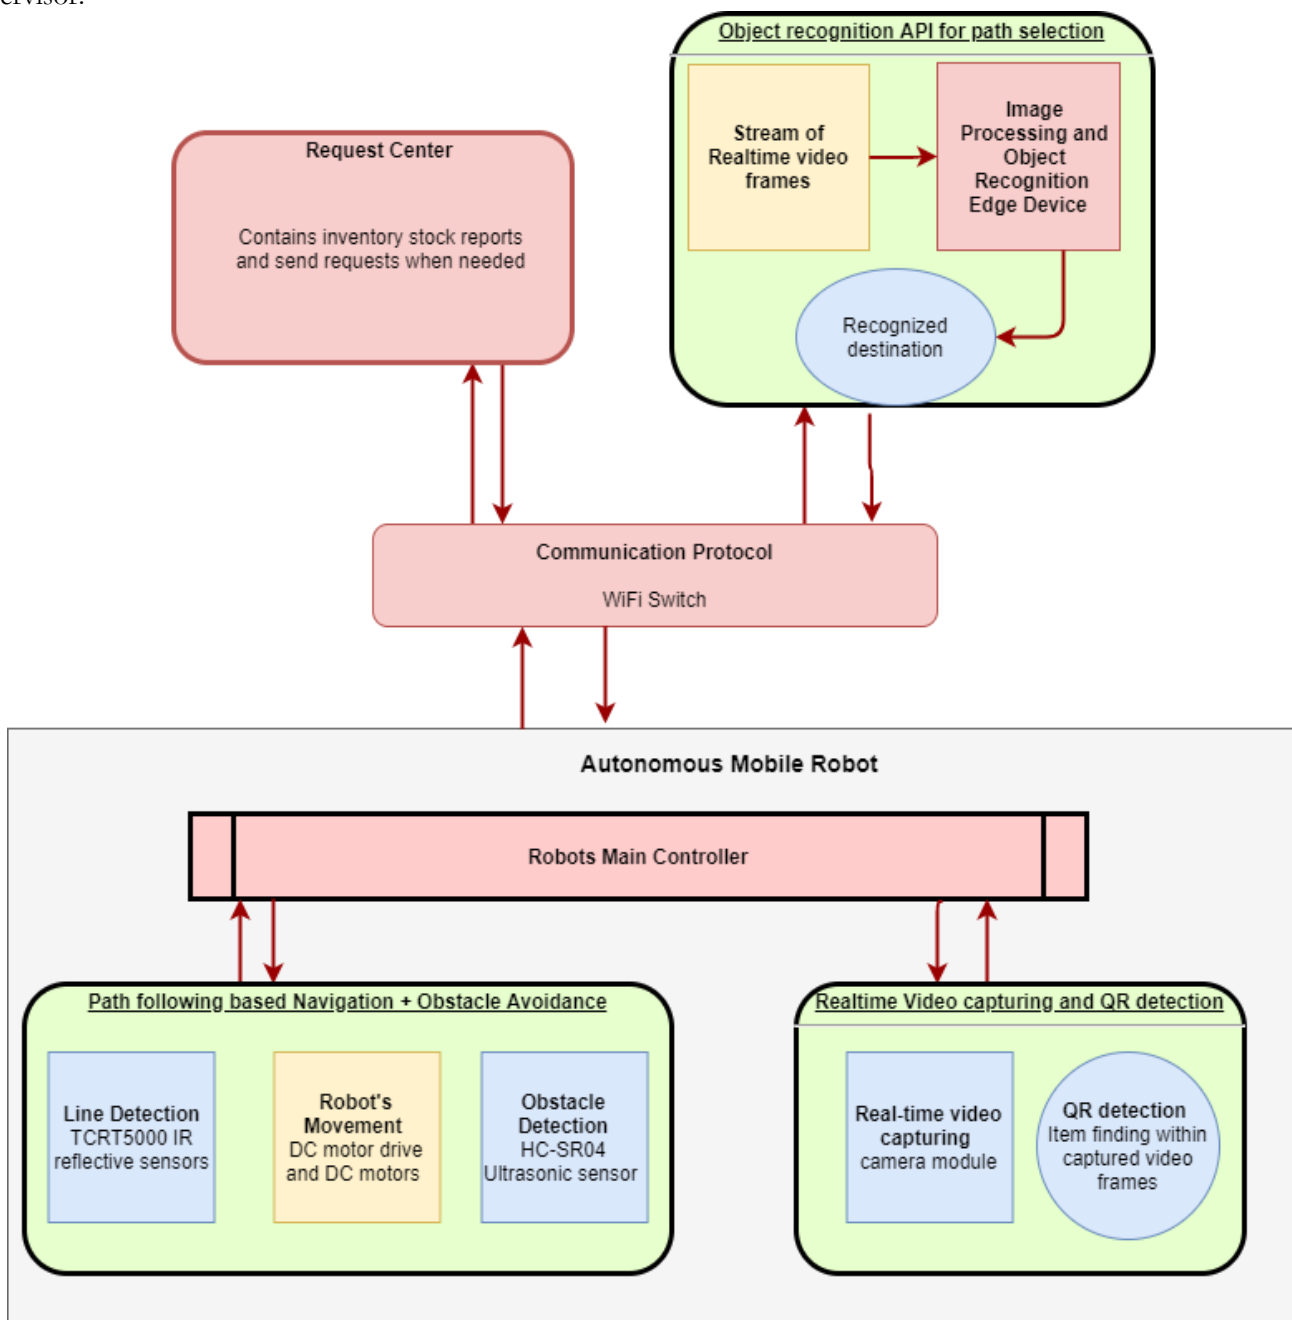 ervisor.
Object recognition API for path selection
Stream of
Realtime video
frames
Image
Processing and
Object
Recognition
Edge Device
Recognized
destination
Request Center
Contains inventory stock reports
and send requests when needed
Communication Protocol
WiFi Switch
Autonomous Mobile Robot
Robots Main Controller
Path following based Navigation + Obstacle Avoidance
Line Detection
TCRT5000 IR
reflective sensors
Robot's
Movement
DC motor drive
and DC motors
Obstacle
Detection
HC-SR04
Ultrasonic sensor
Realtime Video capturing and QR detection
Real-time video
capturing
camera module
QR detection
Item finding within
captured video
frames